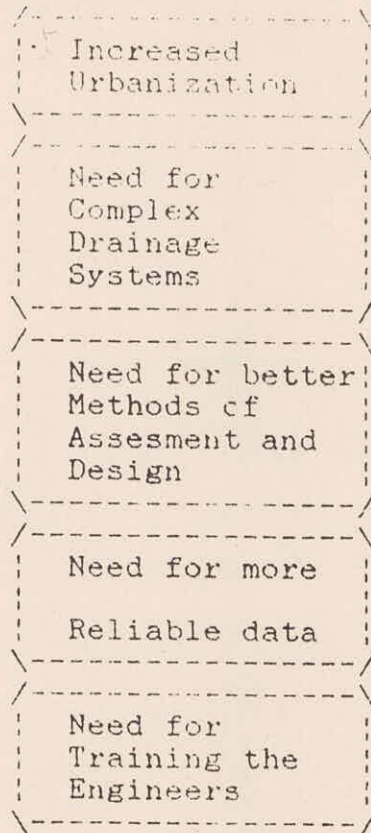 Increased
Urbanization
Need for
Complex
Drainage
Systems
Need for better
Methods of
Assesment and
Design
Need for more
Reliable data
Need for
Training the
Engineers